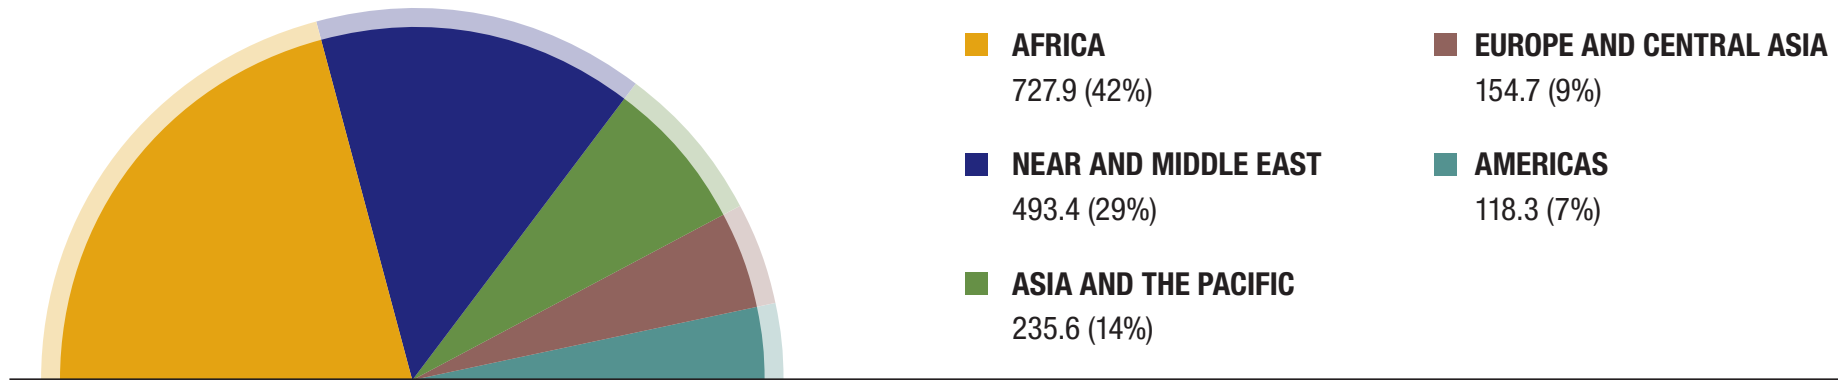 AFRICA
727.9 (42%)
NEAR AND MIDDLE EAST
493.4 (29%)
ASIA AND THE PACIFIC
235.6 (14%)
EUROPE AND CENTRAL ASIA
154.7 (9%)
AMERICAS
118.3 (7%)